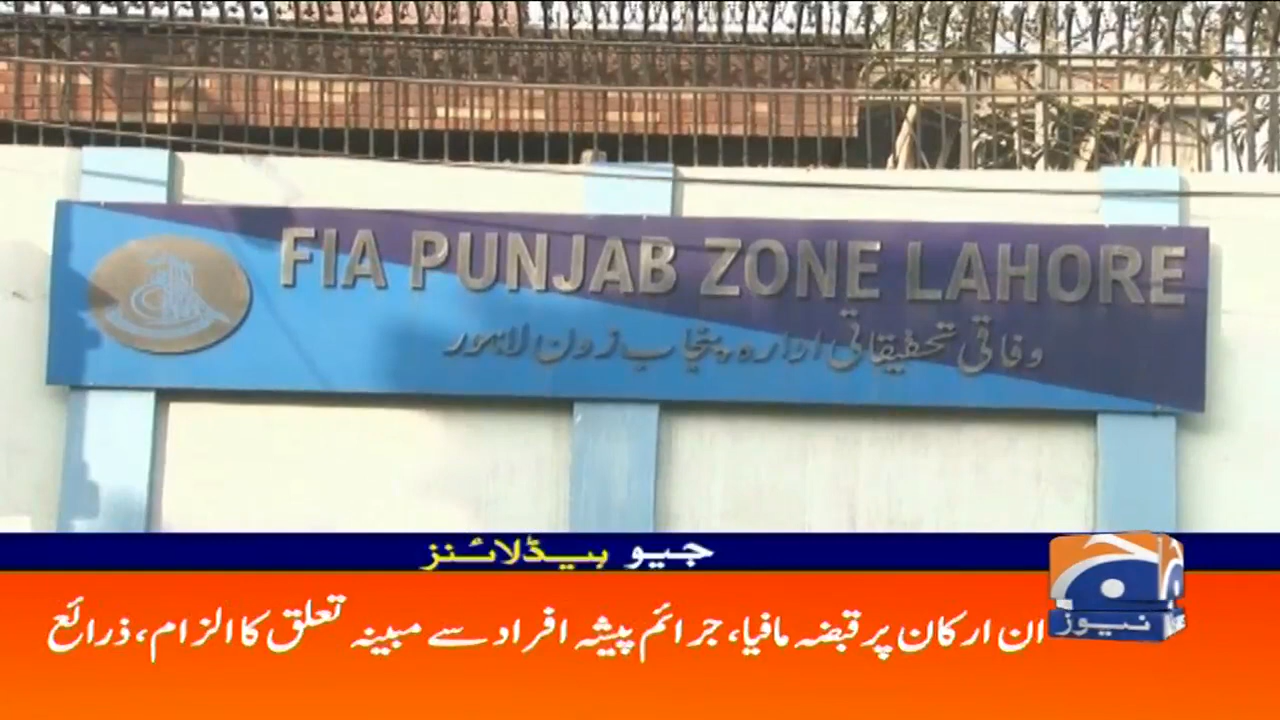 FIA PUNJAB ZONE LAHORE
وفاقی تحقیقاتی ادارہ پنجاب زون لاہور
جیو ہیڈلائنز
ان ارکان پر قبضہ مافیا، جرائم پیشہ افراد سے مبینہ تعلق کا الزام، ذرائع
نیوز